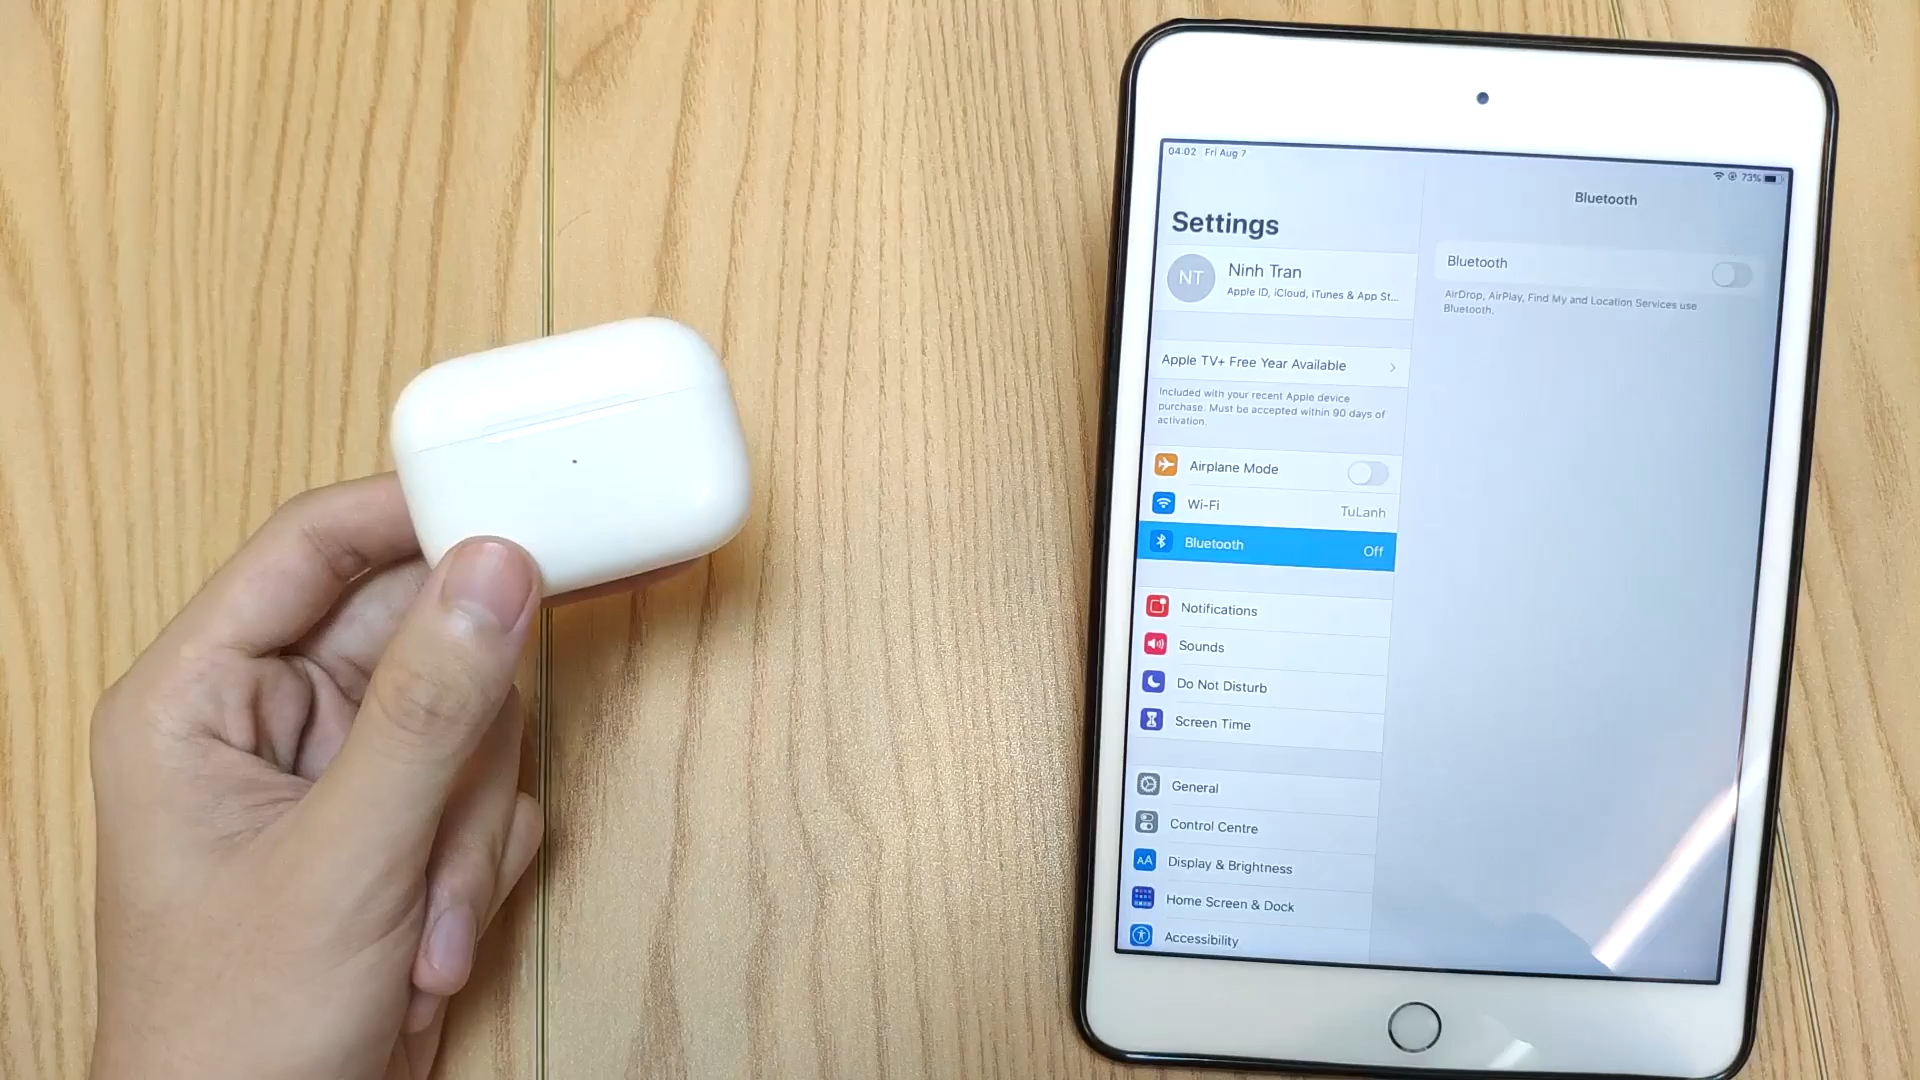 04:02 Fri Aug 7
73%
Settings
NT
Ninh Tran
Apple ID, iCloud, iTunes & App St...
Apple TV+ Free Year Available
Included with your recent Apple device
purchase. Must be accepted within 90 days of
activation.
Airplane Mode
Wi-Fi TuLanh
Bluetooth Off
Notifications
Sounds
Do Not Disturb
Screen Time
General
Control Centre
AA Display & Brightness
Home Screen & Dock
Accessibility
Bluetooth
Bluetooth
AirDrop, AirPlay, Find My and Location Services use
Bluetooth.